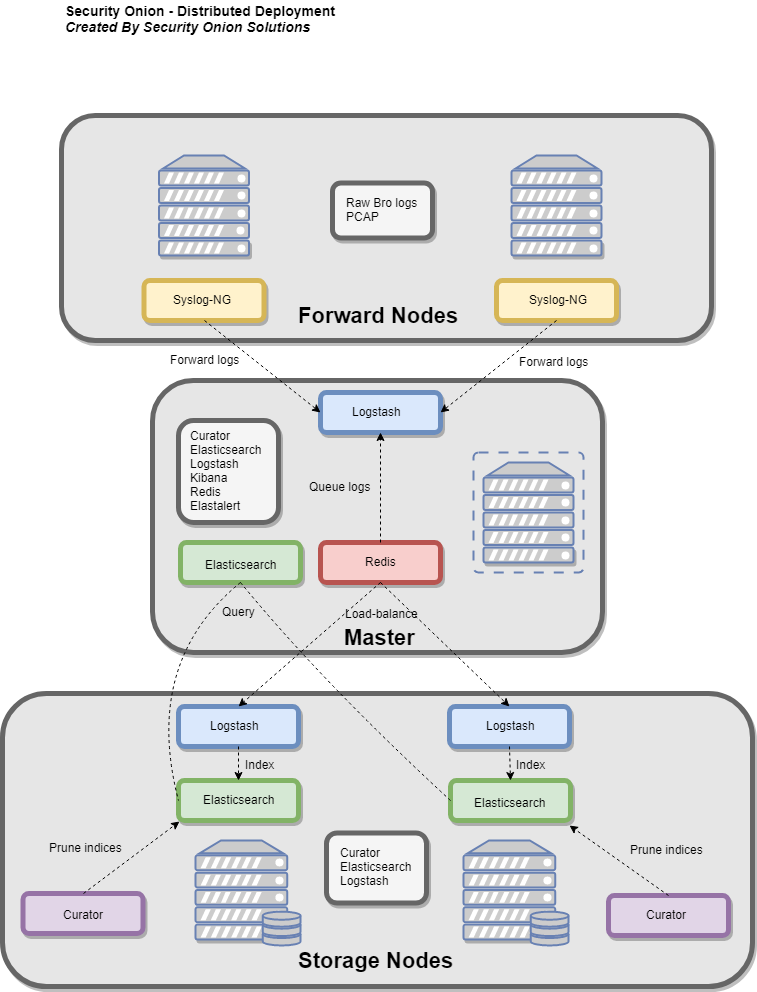 Security Onion - Distributed Deployment
Created By Security Onion Solutions
Raw Bro logs
PCAP
Syslog-NG
Syslog-NG
Forward Nodes
Forward logs
Forward logs
Logstash
Curator
Elasticsearch
Logstash
Kibana
Redis
Elastalert
Queue logs
Elasticsearch
Redis
Query
Load-balance
Master
Logstash
Logstash
Index
Index
Elasticsearch
Elasticsearch
Prune indices
Curator
Elasticsearch
Logstash
Prune indices
Curator
Curator
Storage Nodes